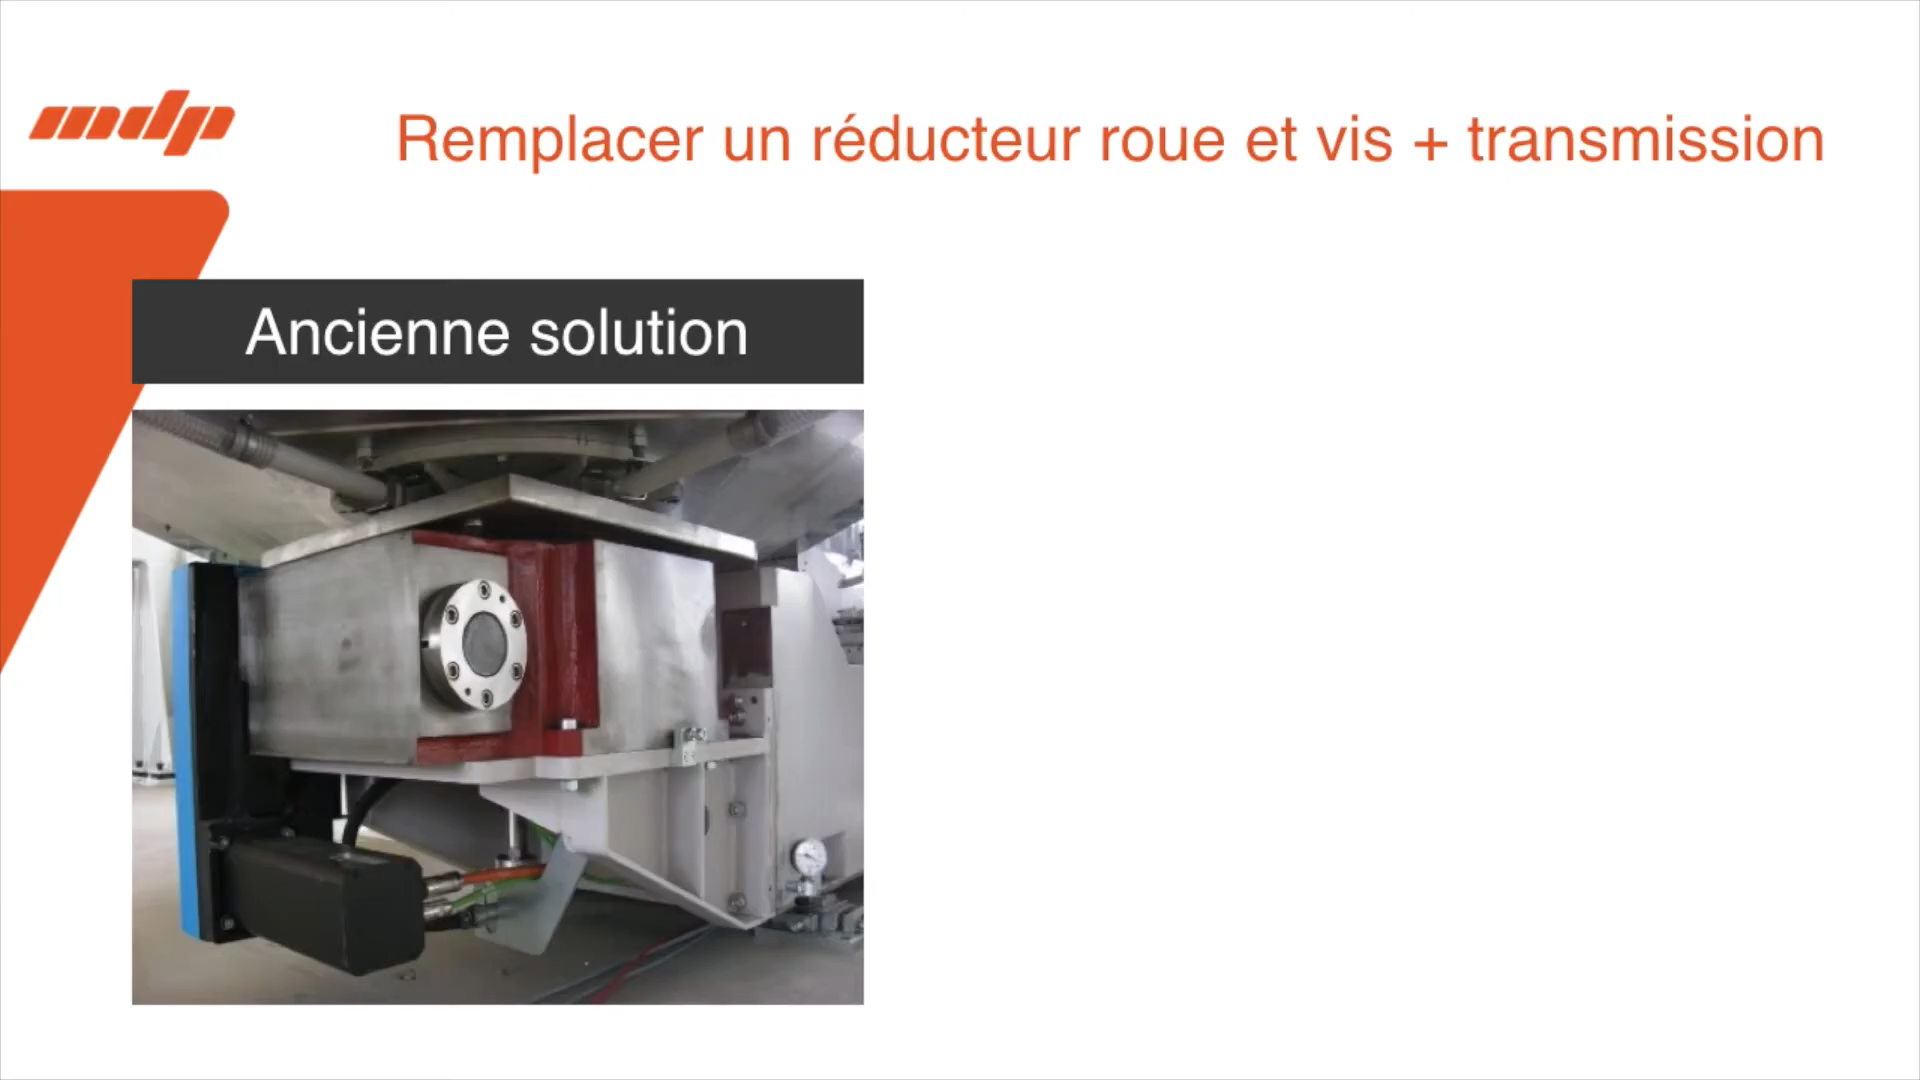 mdp
Remplacer un réducteur roue et vis + transmission
Ancienne solution